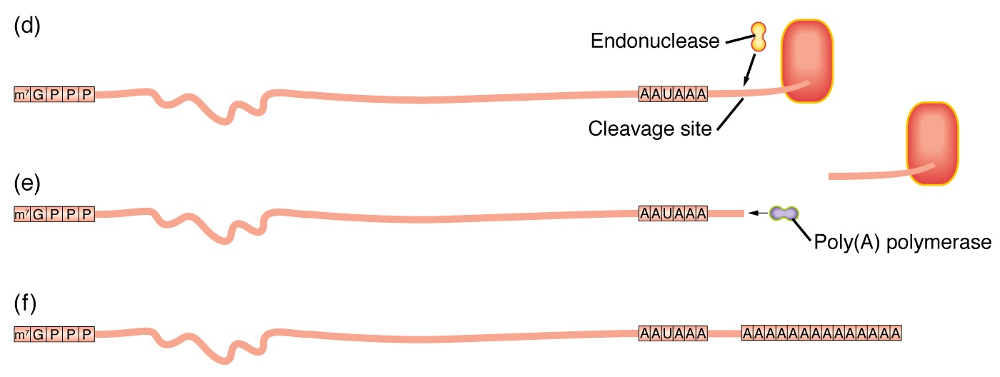 (d)
Endonuclease
m⁷GPPP
AAUAAA
Cleavage site
(e)
m⁷GPPP
AAUAAA
Poly(A) polymerase
(f)
m⁷GPPP
AAUAAA
AAAAAAAAAAAAAA